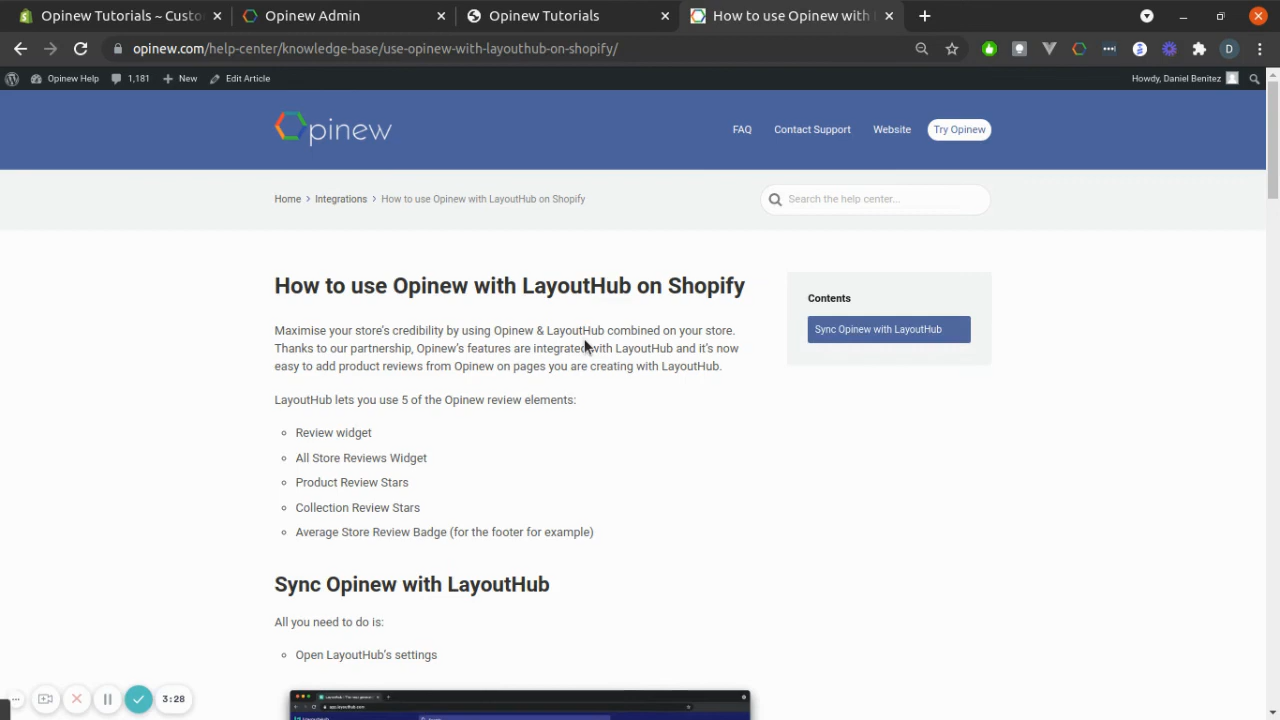 Opinew Tutorials ~ Custo
Opinew Admin
Opinew Tutorials
How to use Opinew with
opinew.com/help-center/knowledge-base/use-opinew-with-layouthub-on-shopify/
D
Opinew Help
1,181
New
Edit Article
Howdy, Daniel Benitez
pinew
FAQ
Contact Support
Website
Try Opinew
Home
Integrations
How to use Opinew with LayoutHub on Shopify
Search the help center...
How to use Opinew with LayoutHub on Shopify
Maximise your store's credibility by using Opinew & LayoutHub combined on your store.
Thanks to our partnership, Opinew's features are integrated with LayoutHub and it's now
easy to add product reviews from Opinew on pages you are creating with LayoutHub.
LayoutHub lets you use 5 of the Opinew review elements:
Review widget
All Store Reviews Widget
Product Review Stars
Collection Review Stars
Average Store Review Badge (for the footer for example)
Contents
Sync Opinew with LayoutHub
Sync Opinew with LayoutHub
All you need to do is:
Open LayoutHub's settings
3:28
app.layouthub.com